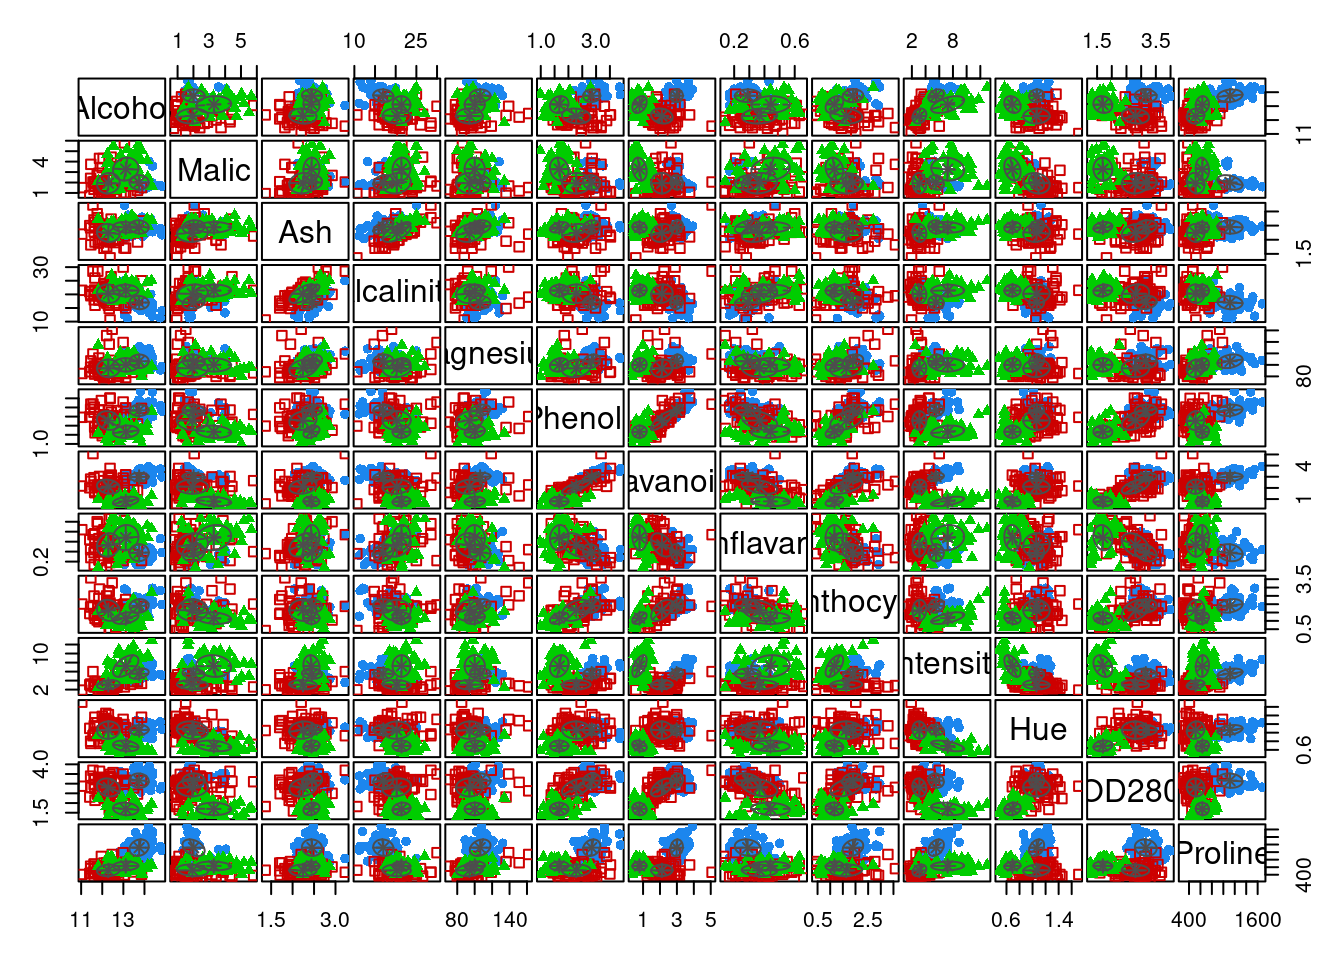 1 3 5 10 25 1.0 3.0 0.2 0.6 2 8 1.5 3.5
Alcoho 11
4 1 Malic
Ash 1.5
30 10 lcalinit
agnesiu 80
1.0 Phenol
avanoi 4 1
0.2 nflavar
nthocy 3.5 0.5
10 2 ntensit
Hue 0.6
4.0 1.5 OD280
Proline 400
11 13 1.5 3.0 80 140 1 3 5 0.5 2.5 0.6 1.4 400 1600